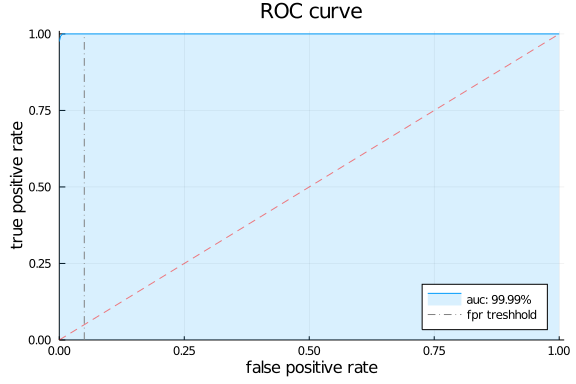 ROC curve
true positive rate
1.00
0.75
0.50
0.25
0.00
0.00
0.25
0.50
0.75
1.00
false positive rate
auc: 99.99%
fpr treshhold